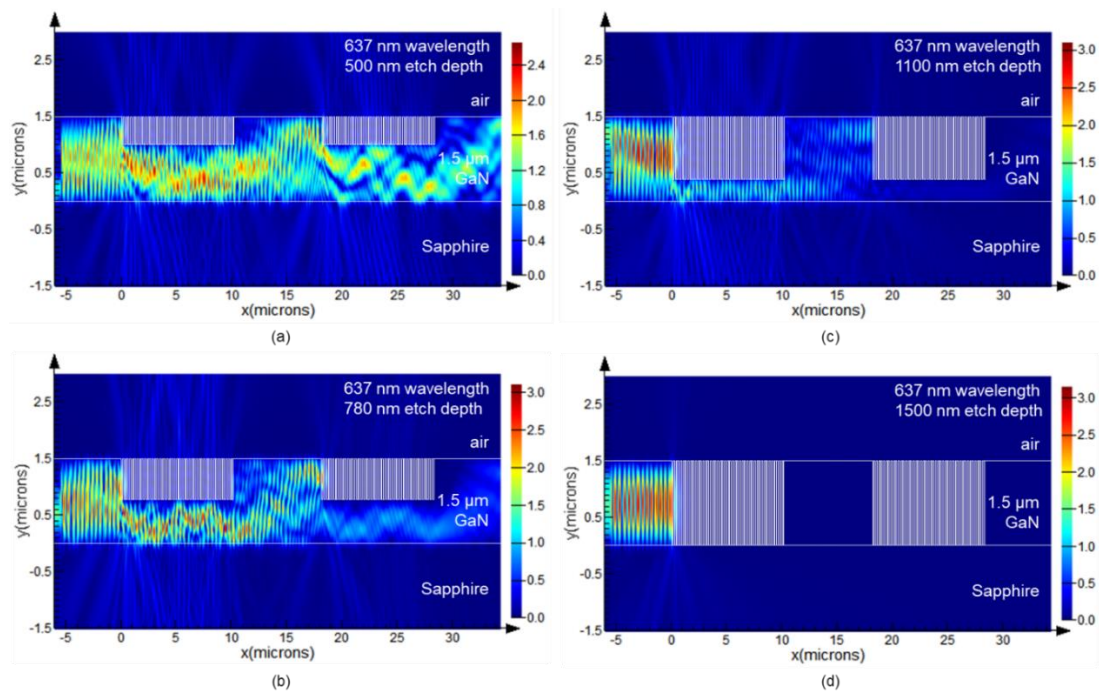 637 nm wavelength
500 nm etch depth
air
1.5 µm
GaN
Sapphire
y(microns)
2.5
1.5
0.5
-0.5
-1.5
-5 0 5 10 15 20 25 30
x(microns)
2.4
2.0
1.6
1.2
0.8
0.4
0.0
(a)
637 nm wavelength
1100 nm etch depth
air
1.5 µm
GaN
Sapphire
y(microns)
2.5
1.5
0.5
-0.5
-1.5
-5 0 5 10 15 20 25 30
x(microns)
3.0
2.5
2.0
1.5
1.0
0.5
0.0
(c)
637 nm wavelength
780 nm etch depth
air
1.5 µm
GaN
Sapphire
y(microns)
2.5
1.5
0.5
-0.5
-1.5
-5 0 5 10 15 20 25 30
x(microns)
3.0
2.5
2.0
1.5
1.0
0.5
0.0
(b)
637 nm wavelength
1500 nm etch depth
air
1.5 µm
GaN
Sapphire
y(microns)
2.5
1.5
0.5
-0.5
-1.5
-5 0 5 10 15 20 25 30
x(microns)
3.0
2.5
2.0
1.5
1.0
0.5
0.0
(d)